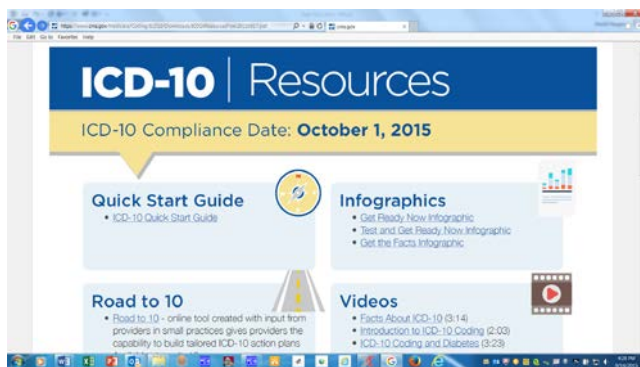 File Edit Go to Favorites Help
ICD-10 | Resources
ICD-10 Compliance Date: October 1, 2015
Quick Start Guide
• ICD-10 Quick Start Guide
Infographics
• Get Ready Now Infographic
• Test and Get Ready Now Infographic
• Get the Facts Infographic
Road to 10
• Road to 10 - online tool created with input from
providers in small practices gives providers the
capability to build tailored ICD-10 action plans
Videos
• Facts About ICD-10 (3:14)
• Introduction to ICD-10 Coding (2:03)
• ICD-10 Coding and Diabetes (3:23)